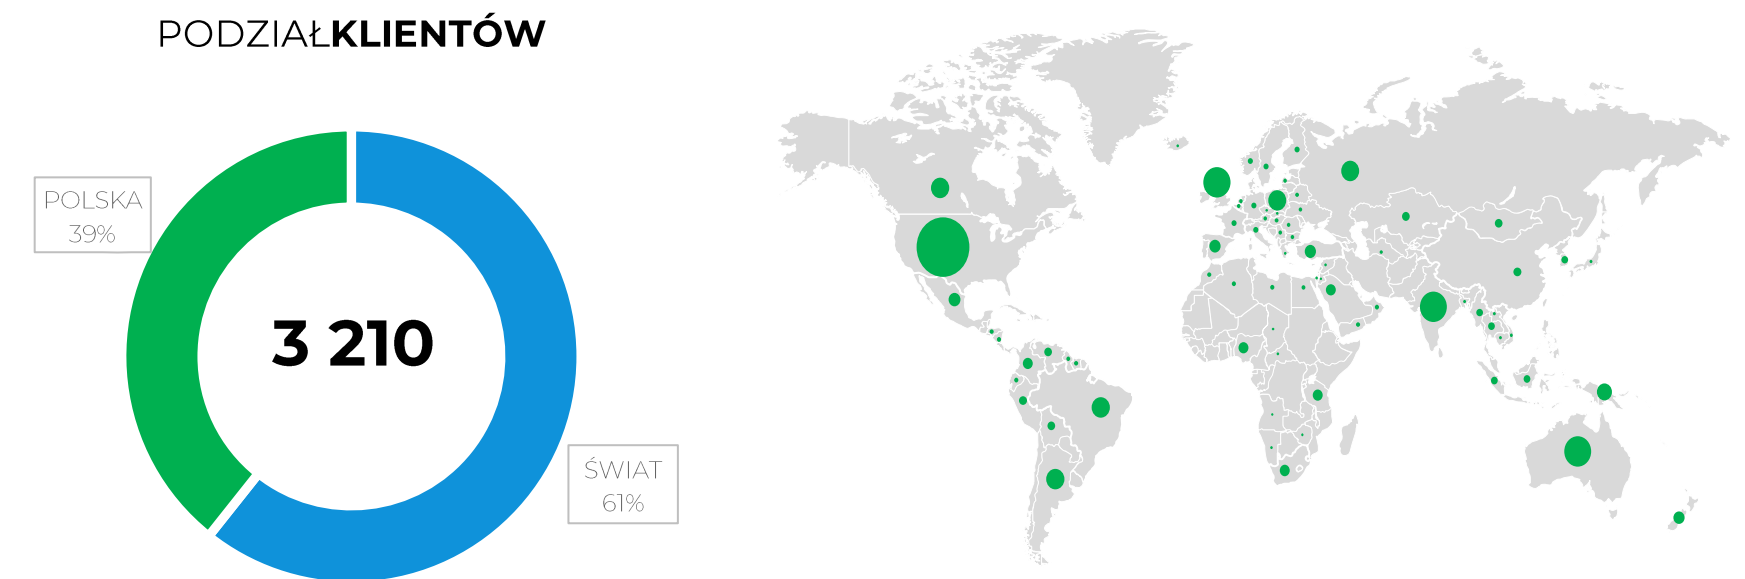 PODZIAŁKLIENTÓW
POLSKA
39%
3 210
ŚWIAT
61%